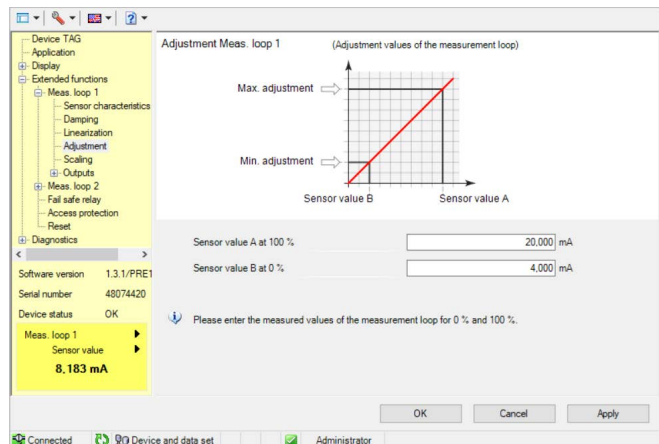 Device TAG
Application
Display
Extended functions
Meas. loop 1
Sensor characteristics
Damping
Linearization
Adjustment
Scaling
Outputs
Meas. loop 2
Fail safe relay
Access protection
Reset
Diagnostics
Software version 1.3.1/PRE1
Serial number 48074420
Device status OK
Meas. loop 1
Sensor value
8,183 mA
Adjustment Meas. loop 1 (Adjustment values of the measurement loop)
Max. adjustment
Min. adjustment
Sensor value B Sensor value A
Sensor value A at 100 % 20,000 mA
Sensor value B at 0 % 4,000 mA
Please enter the measured values of the measurement loop for 0 % and 100 %.
OK Cancel Apply
Connected Device and data set Administrator